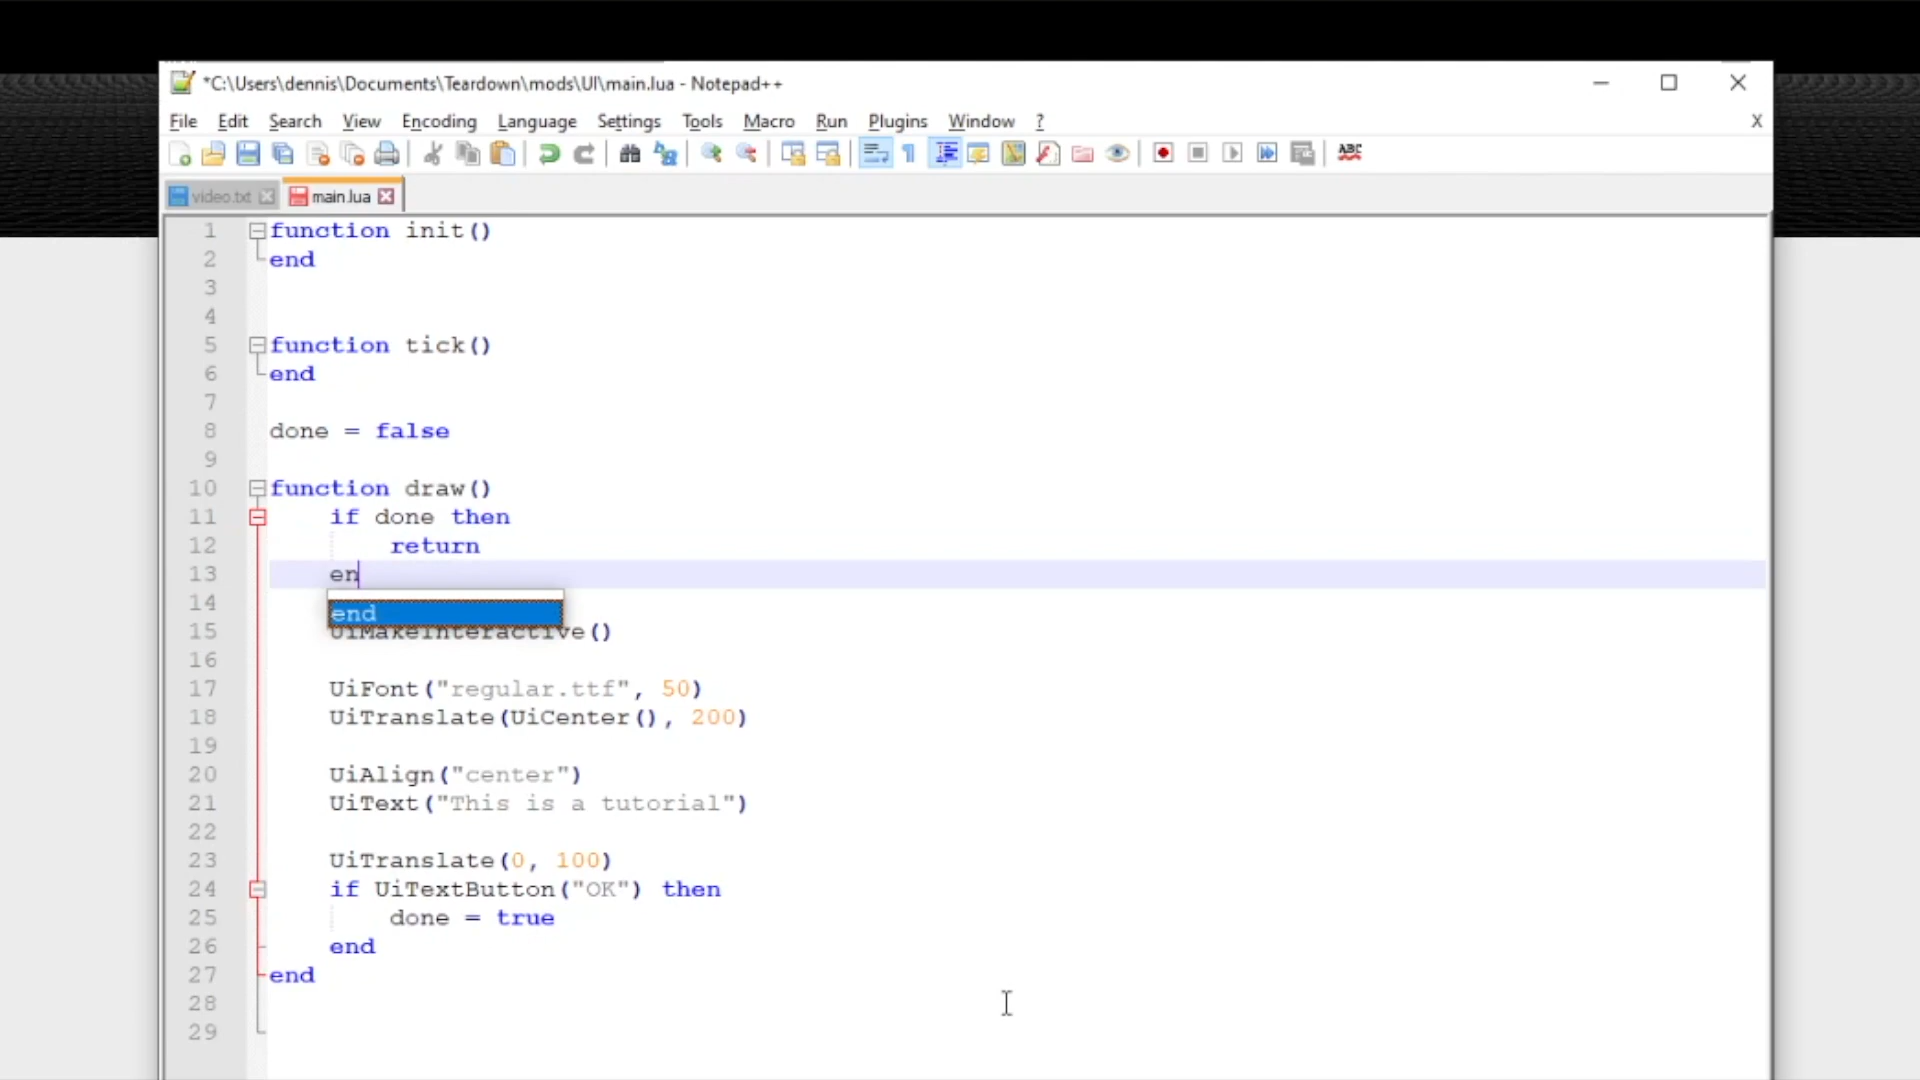 *C:\Users\dennis\Documents\Teardown\mods\UI\main.lua - Notepad++
File Edit Search View Encoding Language Settings Tools Macro Run Plugins Window ? X
ABC
video.txt main.lua
1 function init()
2 end
3
4
5 function tick()
6 end
7
8 done = false
9
10 function draw()
11 if done then
12 return
13 en
14 end
15 UiMakeInteractive()
16
17 UiFont("regular.ttf", 50)
18 UiTranslate(UiCenter(), 200)
19
20 UiAlign("center")
21 UiText("This is a tutorial")
22
23 UiTranslate(0, 100)
24 if UiTextButton("OK") then
25 done = true
26 end
27 end
28
29